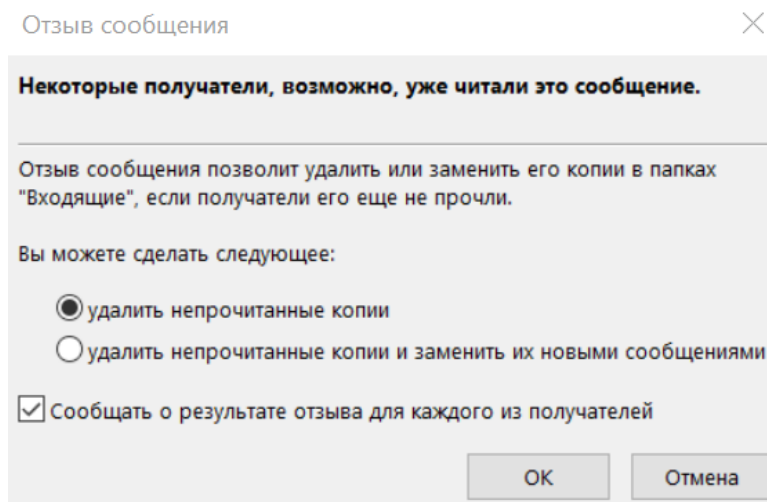 Отзыв сообщения
Некоторые получатели, возможно, уже читали это сообщение.
Отзыв сообщения позволит удалить или заменить его копии в папках
"Входящие", если получатели его еще не прочли.
Вы можете сделать следующее:
удалить непрочитанные копии
удалить непрочитанные копии и заменить их новыми сообщениями
Сообщать о результате отзыва для каждого из получателей
ОК
Отмена